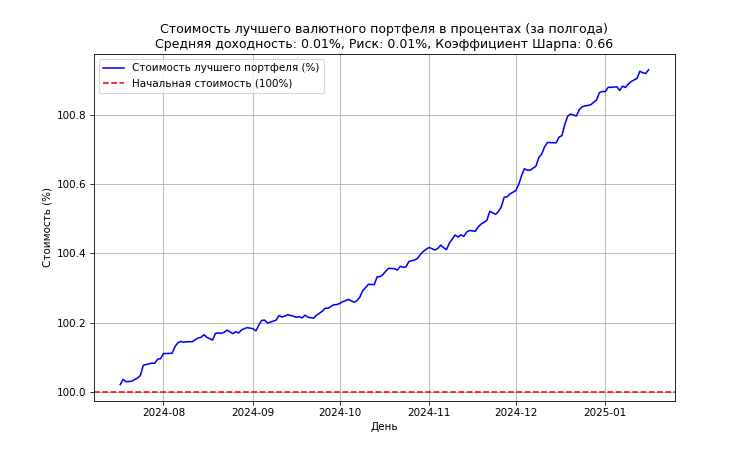 Стоимость лучшего валютного портфеля в процентах (за полгода)
Средняя доходность: 0.01%, Риск: 0.01%, Коэффициент Шарпа: 0.66
Стоимость лучшего портфеля (%)
Начальная стоимость (100%)
Стоимость (%)
100.8
100.6
100.4
100.2
100.0
2024-08 2024-09 2024-10 2024-11 2024-12 2025-01
День